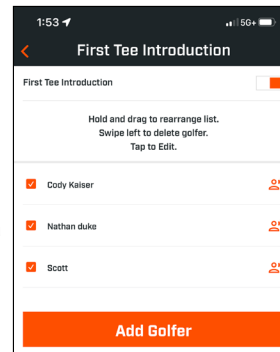 1:53
5G+
First Tee Introduction
First Tee Introduction
Hold and drag to rearrange list.
Swipe left to delete golfer.
Tap to Edit.
Cody Kaiser
Nathan duke
Scott
Add Golfer